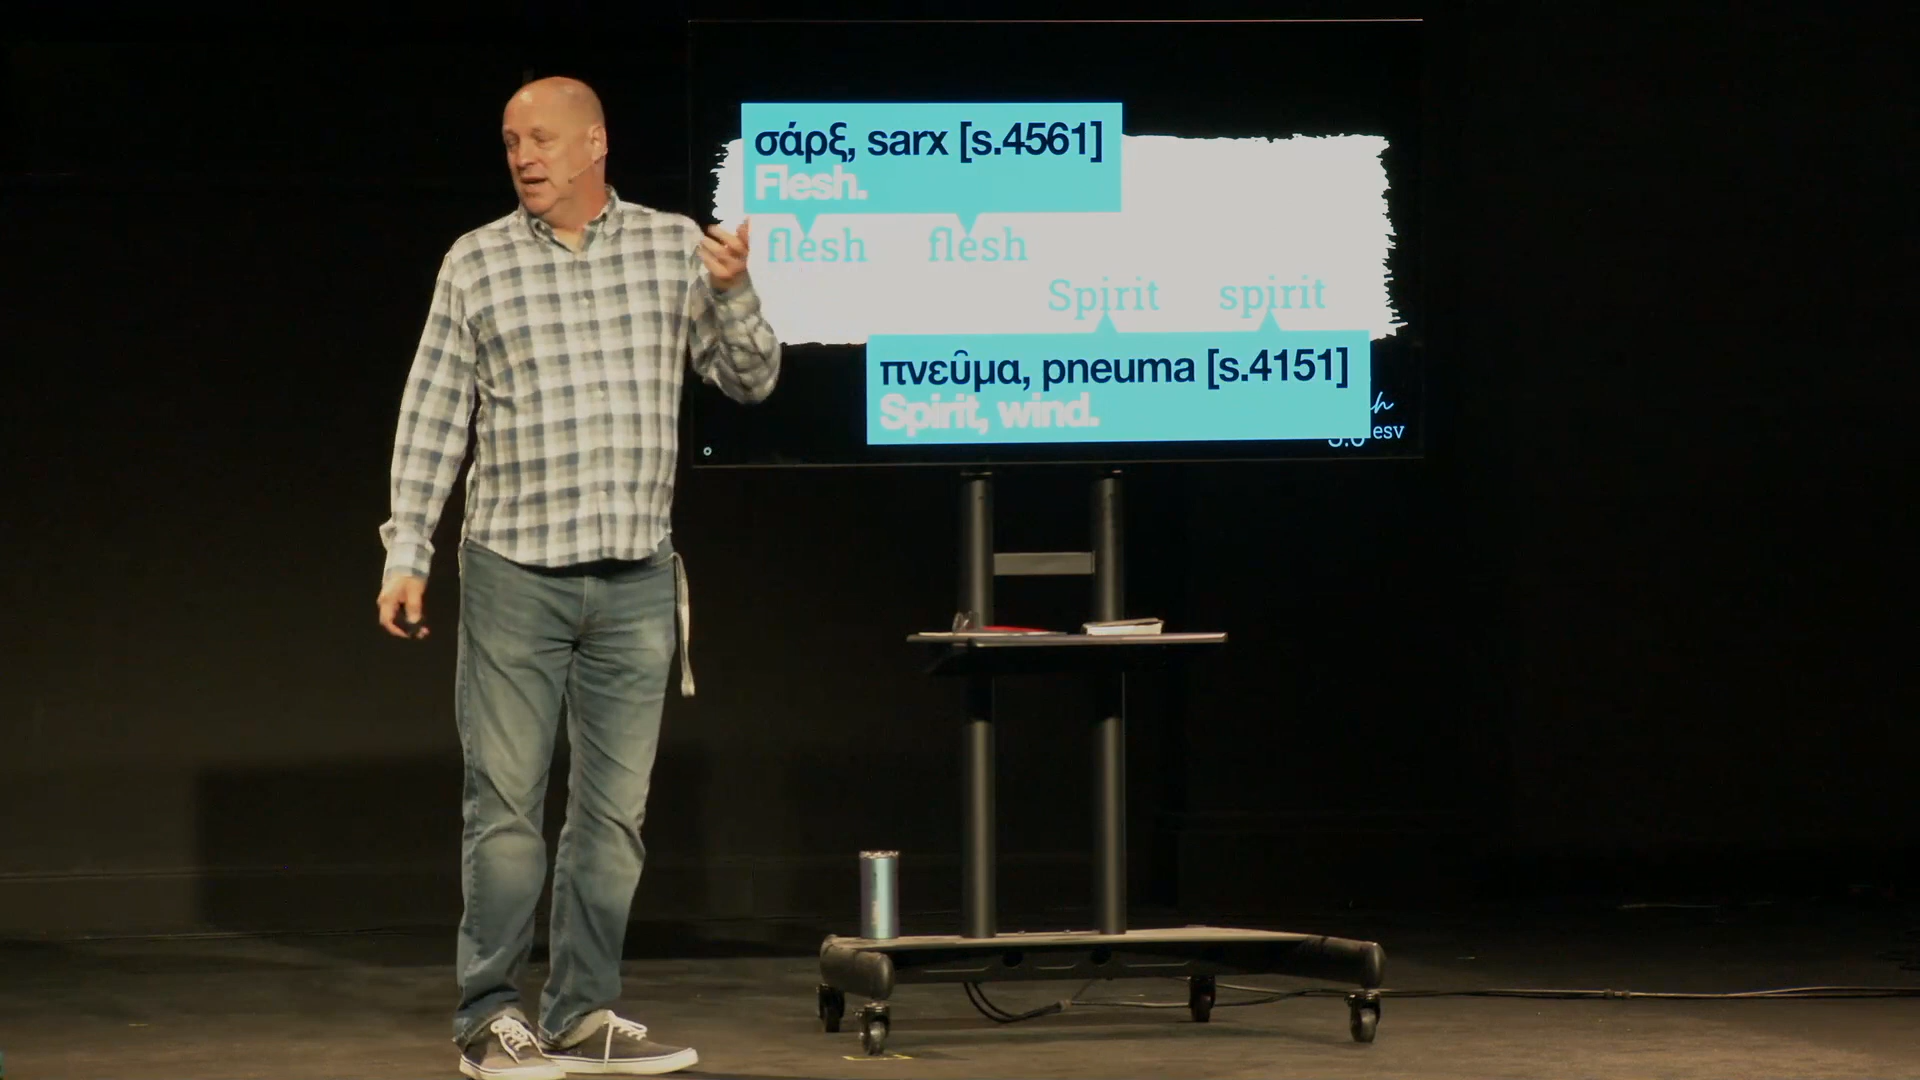 σάρξ, sarx [s.4561]
Flesh.
flesh flesh
Spirit spirit
πνεῦμα, pneuma [s.4151]
Spirit, wind.
esv